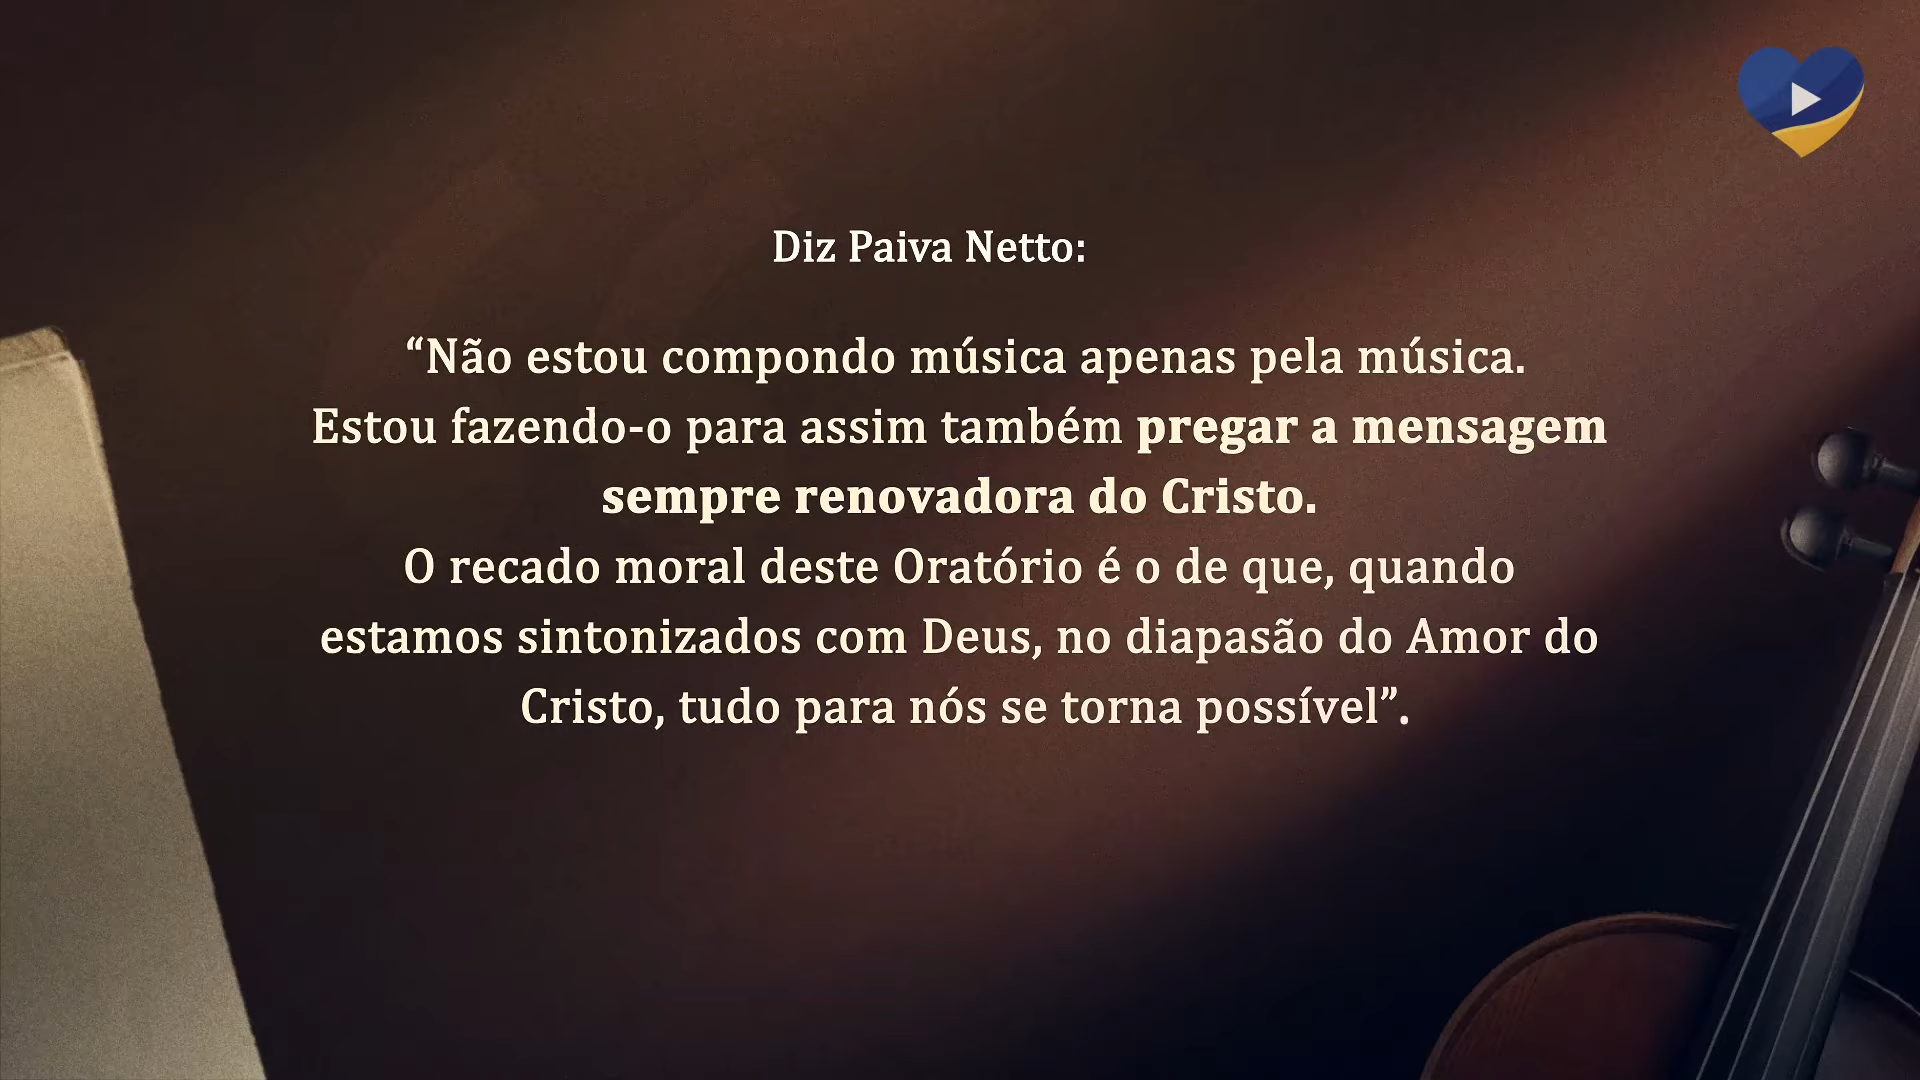 Diz Paiva Netto:
“Não estou compondo música apenas pela música.
Estou fazendo-o para assim também pregar a mensagem
sempre renovadora do Cristo.
O recado moral deste Oratório é o de que, quando
estamos sintonizados com Deus, no diapasão do Amor do
Cristo, tudo para nós se torna possível”.